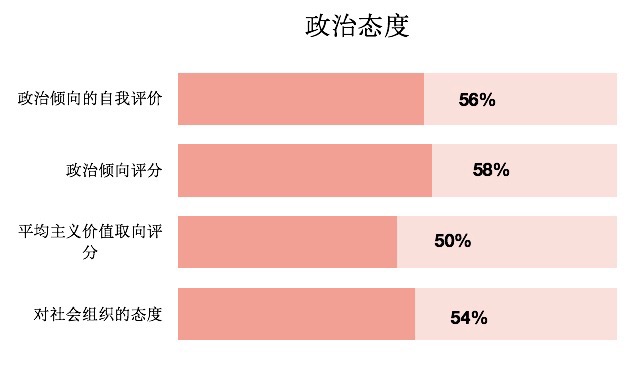 政治态度
政治倾向的自我评价
56%
政治倾向评分
58%
平均主义价值取向评
分
50%
对社会组织的态度
54%